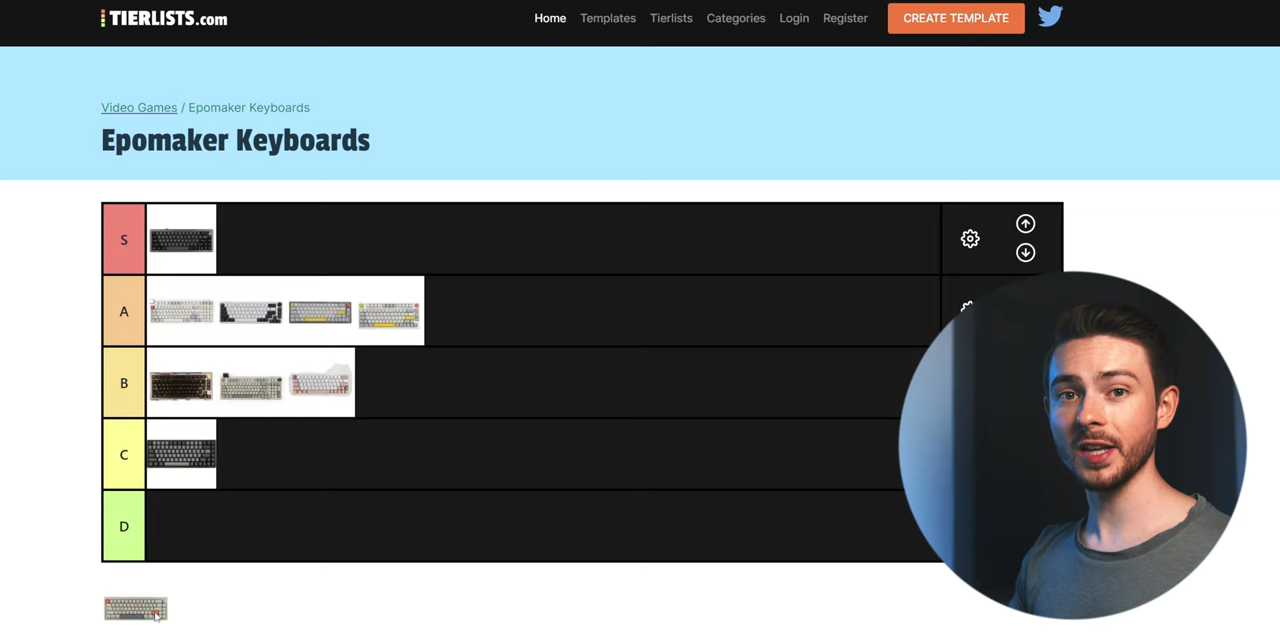 TIERLISTS.com
Home Templates Tierlists Categories Login Register CREATE TEMPLATE
Video Games / Epomaker Keyboards
Epomaker Keyboards
S
A
B
C
D